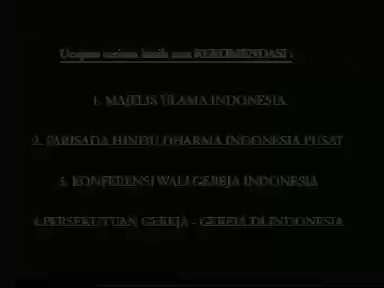 Ucapan terima kasih atas REKOMENDASI :
1. MAJELIS ULAMA INDONESIA
2. PARISADA HINDU DHARMA INDONESIA PUSAT
3. KONFERENSI WALI GEREJA INDONESIA
4.PERSEKUTUAN GEREJA - GEREJA DI INDONESIA